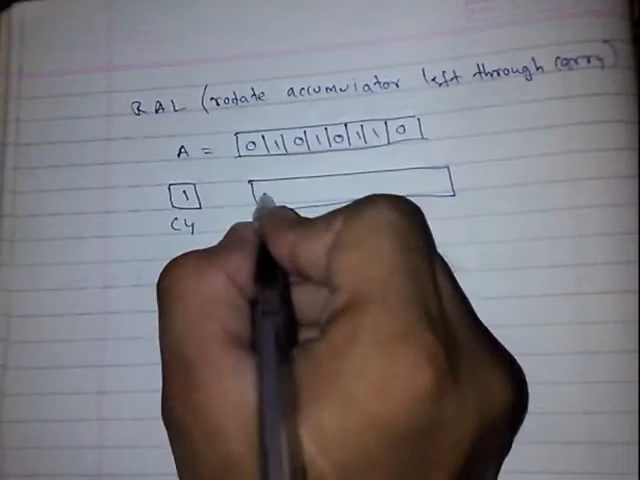 RAL (rotate accumulator left through carry)
A = 0 1 0 1 0 1 1 0
1
CY